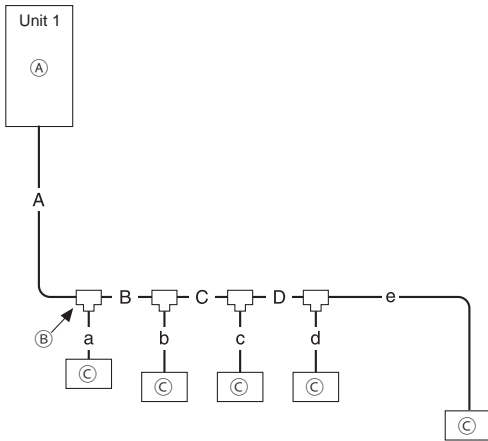 Unit 1
Ⓐ
A
B C D e
Ⓑ a b c d
Ⓒ Ⓒ Ⓒ Ⓒ
Ⓒ